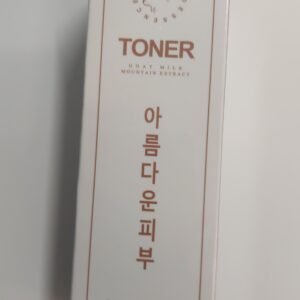 TONER
GOAT MILK
MOUNTAIN EXTRACT
아름다운피부